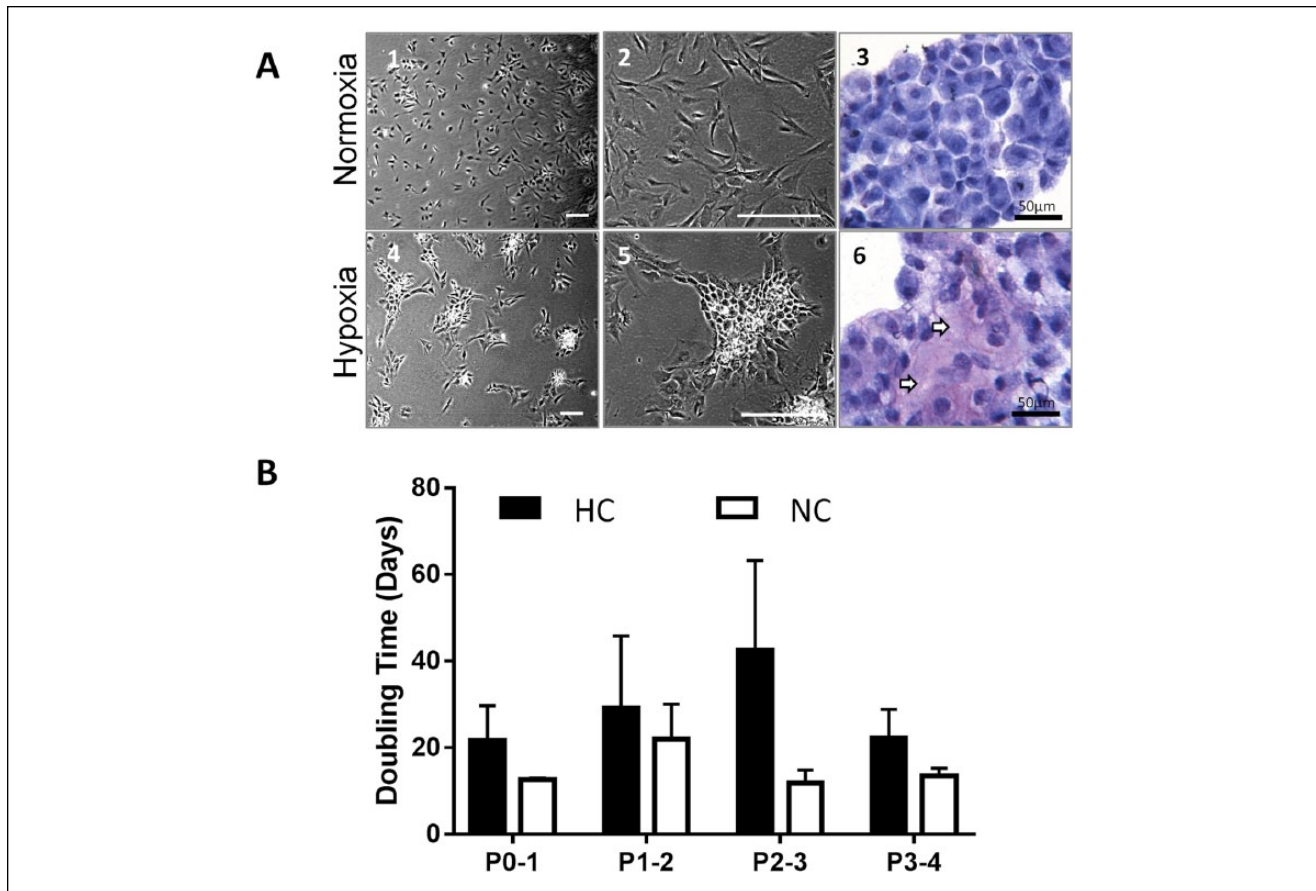 A
Normoxia
1
2
3
50µm
Hypoxia
4
5
6
50µm
B
Doubling Time (Days)
80
60
40
20
0
HC
NC
P0-1
P1-2
P2-3
P3-4